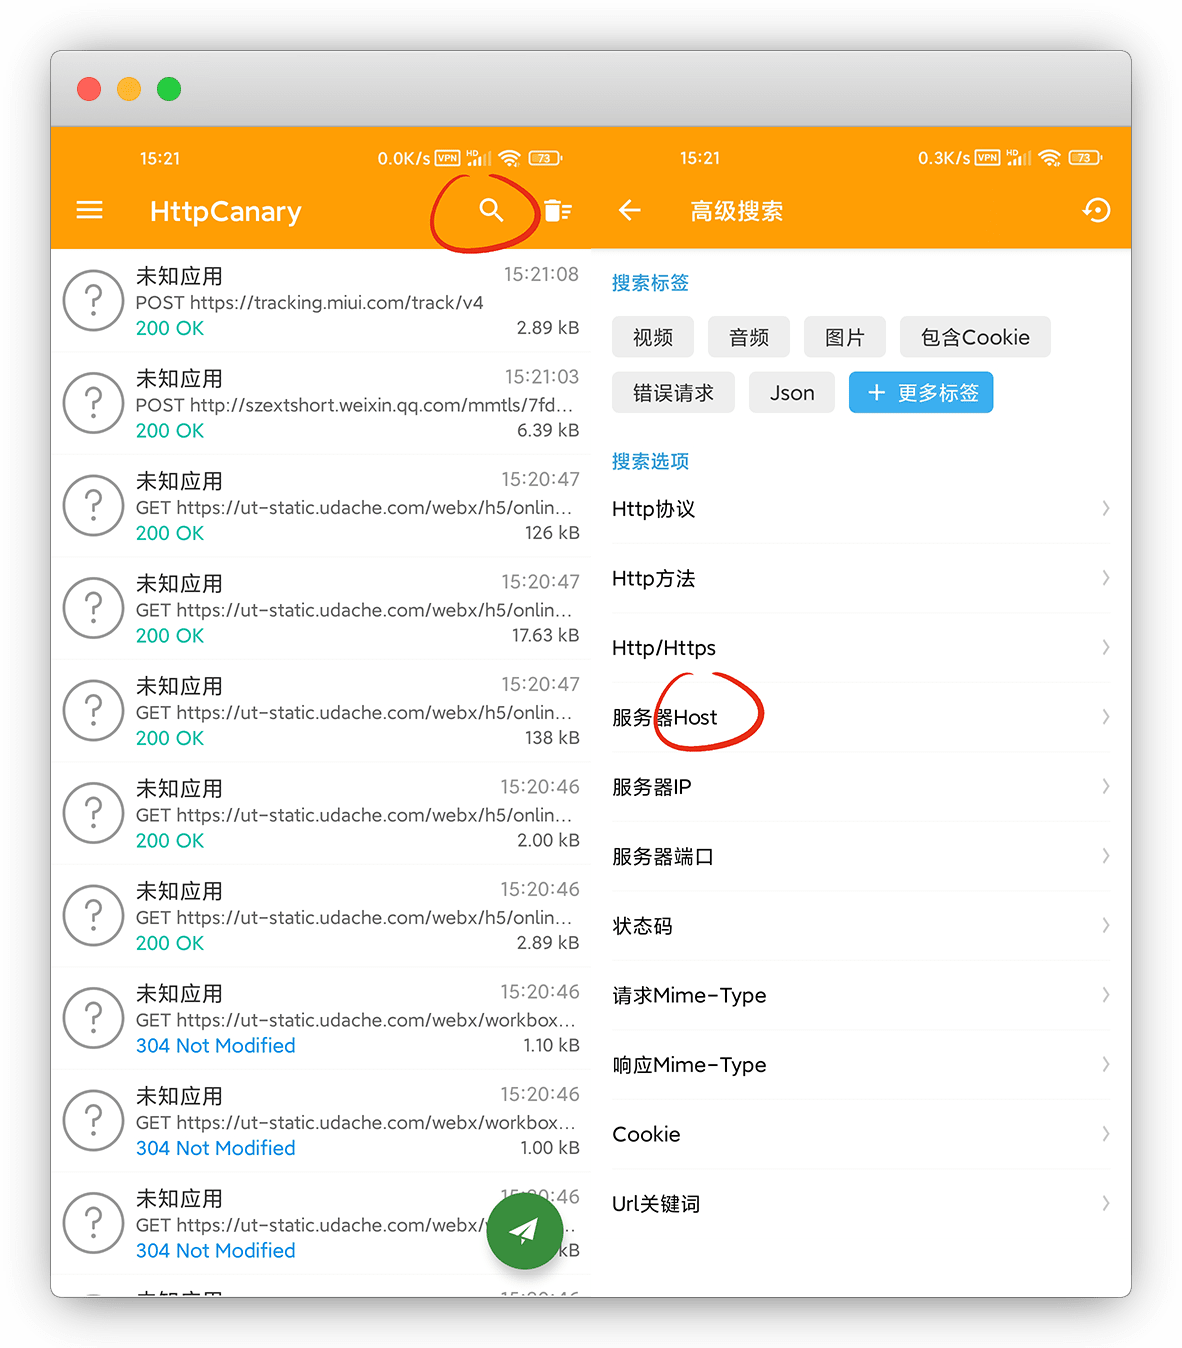 15:21
0.0K/s VPN HD 73
HttpCanary
未知应用 15:21:08
POST https://tracking.miui.com/track/v4
200 OK 2.89 kB
未知应用 15:21:03
POST http://szextshort.weixin.qq.com/mmtls/7fd...
200 OK 6.39 kB
未知应用 15:20:47
GET https://ut-static.udache.com/webx/h5/onlin...
200 OK 126 kB
未知应用 15:20:47
GET https://ut-static.udache.com/webx/h5/onlin...
200 OK 17.63 kB
未知应用 15:20:47
GET https://ut-static.udache.com/webx/h5/onlin...
200 OK 138 kB
未知应用 15:20:46
GET https://ut-static.udache.com/webx/h5/onlin...
200 OK 2.00 kB
未知应用 15:20:46
GET https://ut-static.udache.com/webx/h5/onlin...
200 OK 2.89 kB
未知应用 15:20:46
GET https://ut-static.udache.com/webx/workbox...
304 Not Modified 1.10 kB
未知应用 15:20:46
GET https://ut-static.udache.com/webx/workbox...
304 Not Modified 1.00 kB
未知应用 15:20:46
GET https://ut-static.udache.com/webx/
304 Not Modified kB
15:21
0.3K/s VPN HD 73
高级搜索
搜索标签
视频 音频 图片 包含Cookie
错误请求 Json + 更多标签
搜索选项
Http协议
Http方法
Http/Https
服务器Host
服务器IP
服务器端口
状态码
请求Mime-Type
响应Mime-Type
Cookie
Url关键词